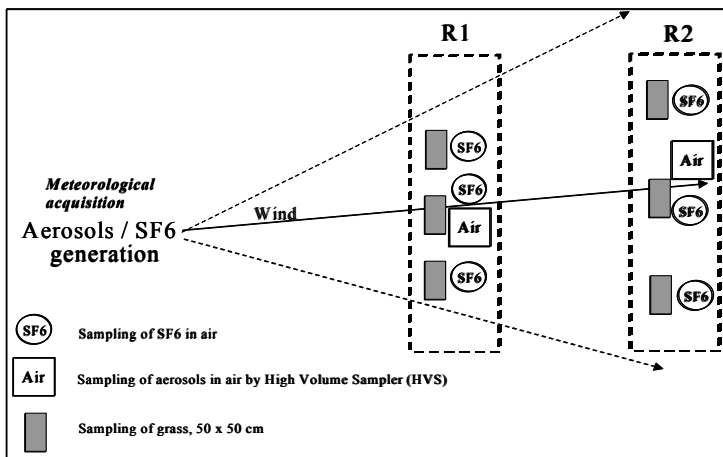 R1
R2
SF6
SF6
SF6
Air
SF6
Air
SF6
SF6
Meteorological
acquisition
Aerosols / SF6
generation
Wind
SF6 Sampling of SF6 in air
Air Sampling of aerosols in air by High Volume Sampler (HVS)
Sampling of grass, 50 x 50 cm